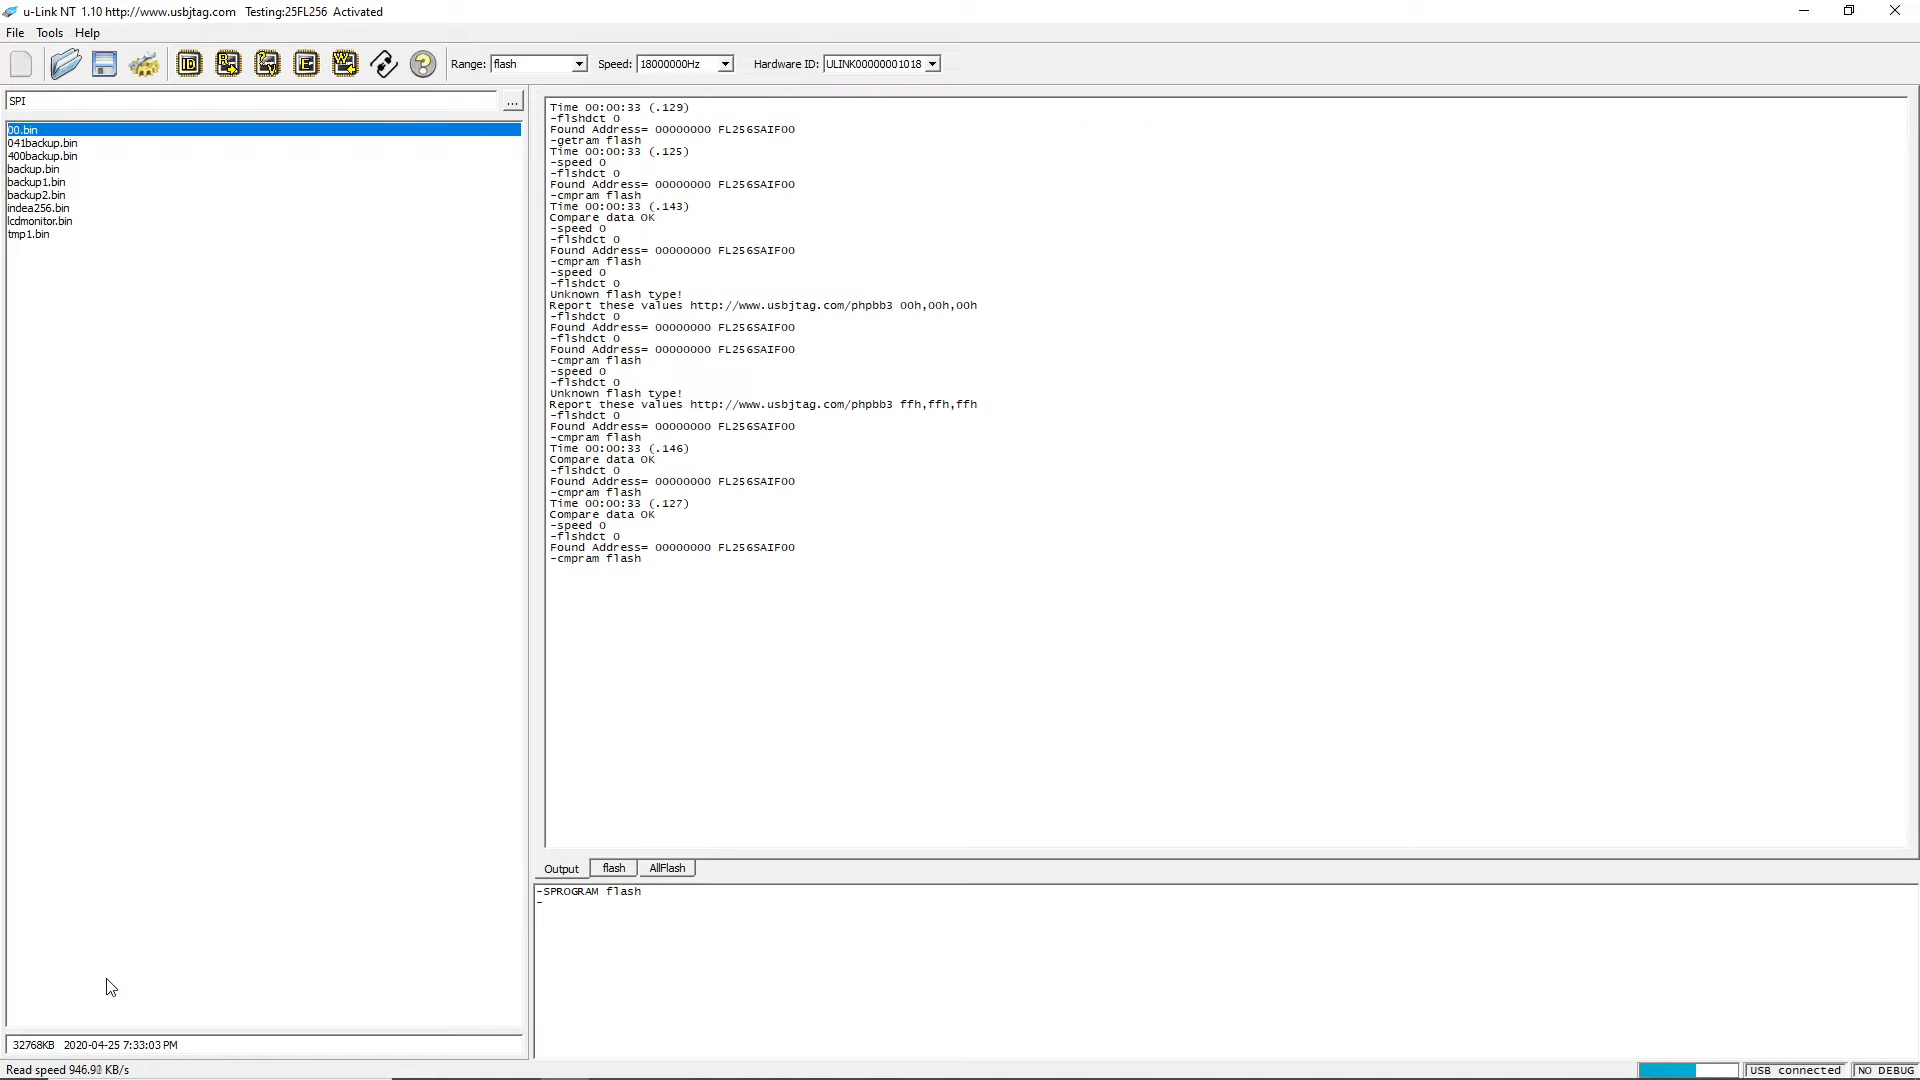 u-Link NT 1.10 http://www.usbjtag.com Testing:25FL256 Activated
File Tools Help
ID R V E W Range: flash Speed: 18000000Hz Hardware ID: ULINK00000001018
SPI
...
00.bin
041backup.bin
400backup.bin
backup.bin
backup1.bin
backup2.bin
indea256.bin
lcdmonitor.bin
tmp1.bin
32768KB 2020-04-25 7:33:03 PM
Time 00:00:33 (.129)
-flshdct 0
Found Address= 00000000 FL256SAIF00
-getram flash
Time 00:00:33 (.125)
-speed 0
-flshdct 0
Found Address= 00000000 FL256SAIF00
-cmpram flash
Time 00:00:33 (.143)
Compare data OK
-speed 0
-flshdct 0
Found Address= 00000000 FL256SAIF00
-cmpram flash
-speed 0
-flshdct 0
Unknown flash type!
Report these values http://www.usbjtag.com/phpbb3 00h,00h,00h
-flshdct 0
Found Address= 00000000 FL256SAIF00
-flshdct 0
Found Address= 00000000 FL256SAIF00
-cmpram flash
-speed 0
-flshdct 0
Unknown flash type!
Report these values http://www.usbjtag.com/phpbb3 ffh,ffh,ffh
-flshdct 0
Found Address= 00000000 FL256SAIF00
-cmpram flash
Time 00:00:33 (.146)
Compare data OK
-flshdct 0
Found Address= 00000000 FL256SAIF00
-cmpram flash
Time 00:00:33 (.127)
Compare data OK
-speed 0
-flshdct 0
Found Address= 00000000 FL256SAIF00
-cmpram flash
Output flash AllFlash
-SPROGRAM flash
-
Read speed KB/s
USB connected NO DEBUG